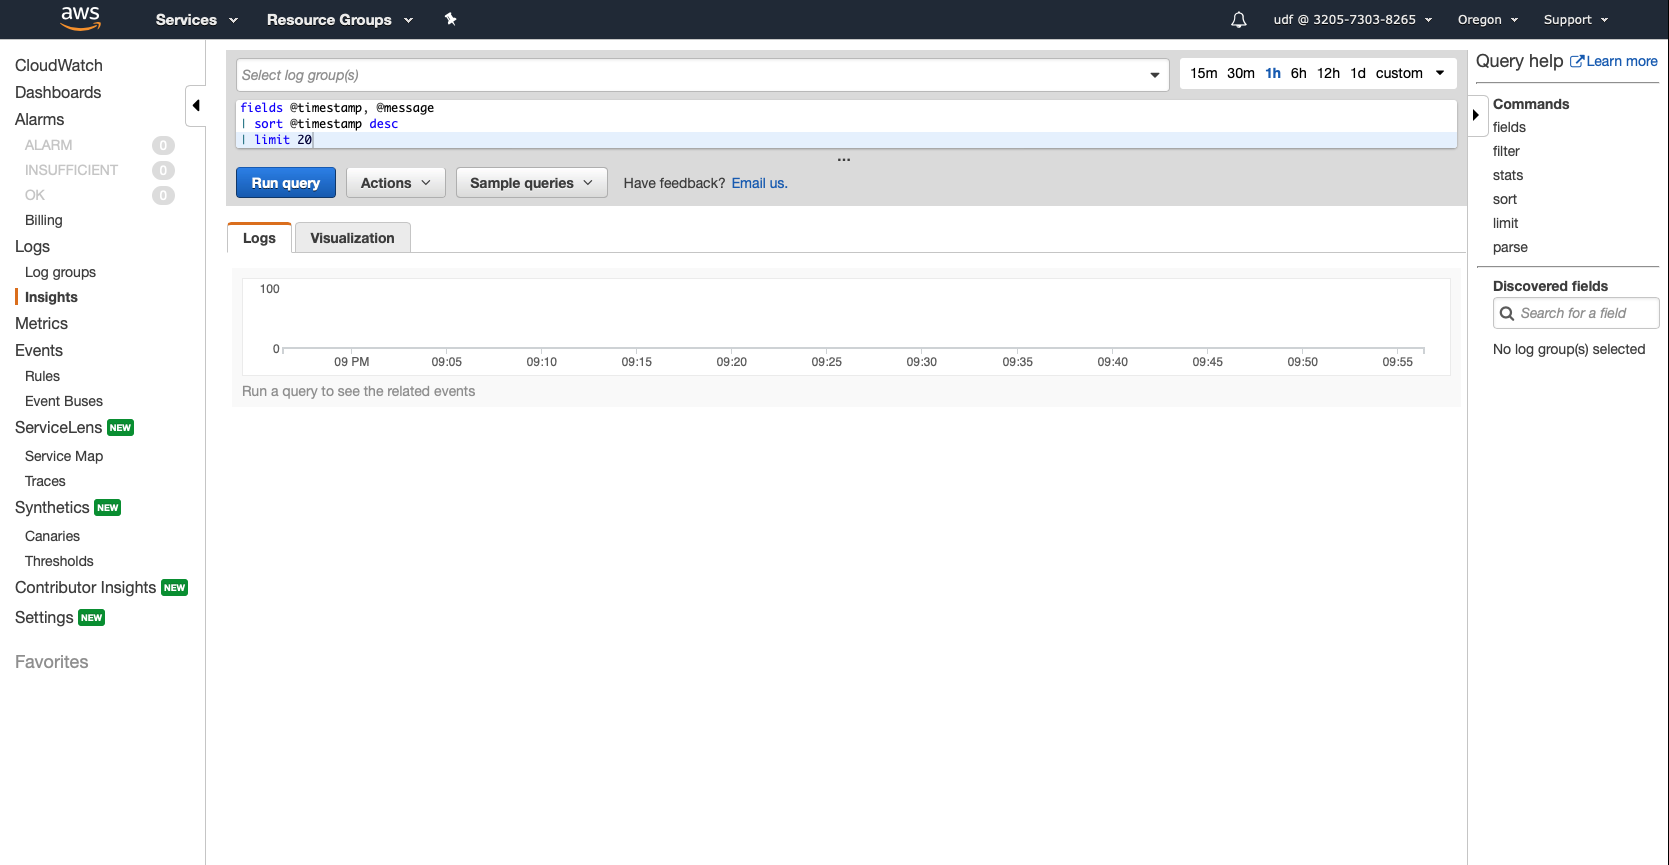 aws Services Resource Groups udf @ 3205-7303-8265 Oregon Support
CloudWatch
Dashboards
Alarms
ALARM 0
INSUFFICIENT 0
OK 0
Billing
Logs
Log groups
Insights
Metrics
Events
Rules
Event Buses
ServiceLens NEW
Service Map
Traces
Synthetics NEW
Canaries
Thresholds
Contributor Insights NEW
Settings NEW
Favorites
Select log group(s)
15m 30m 1h 6h 12h 1d custom
fields @timestamp, @message
| sort @timestamp desc
| limit 20
...
Run query Actions Sample queries Have feedback? Email us.
Logs Visualization
100
0
09 PM 09:05 09:10 09:15 09:20 09:25 09:30 09:35 09:40 09:45 09:50 09:55
Run a query to see the related events
Query help Learn more
Commands
fields
filter
stats
sort
limit
parse
Discovered fields
Search for a field
No log group(s) selected